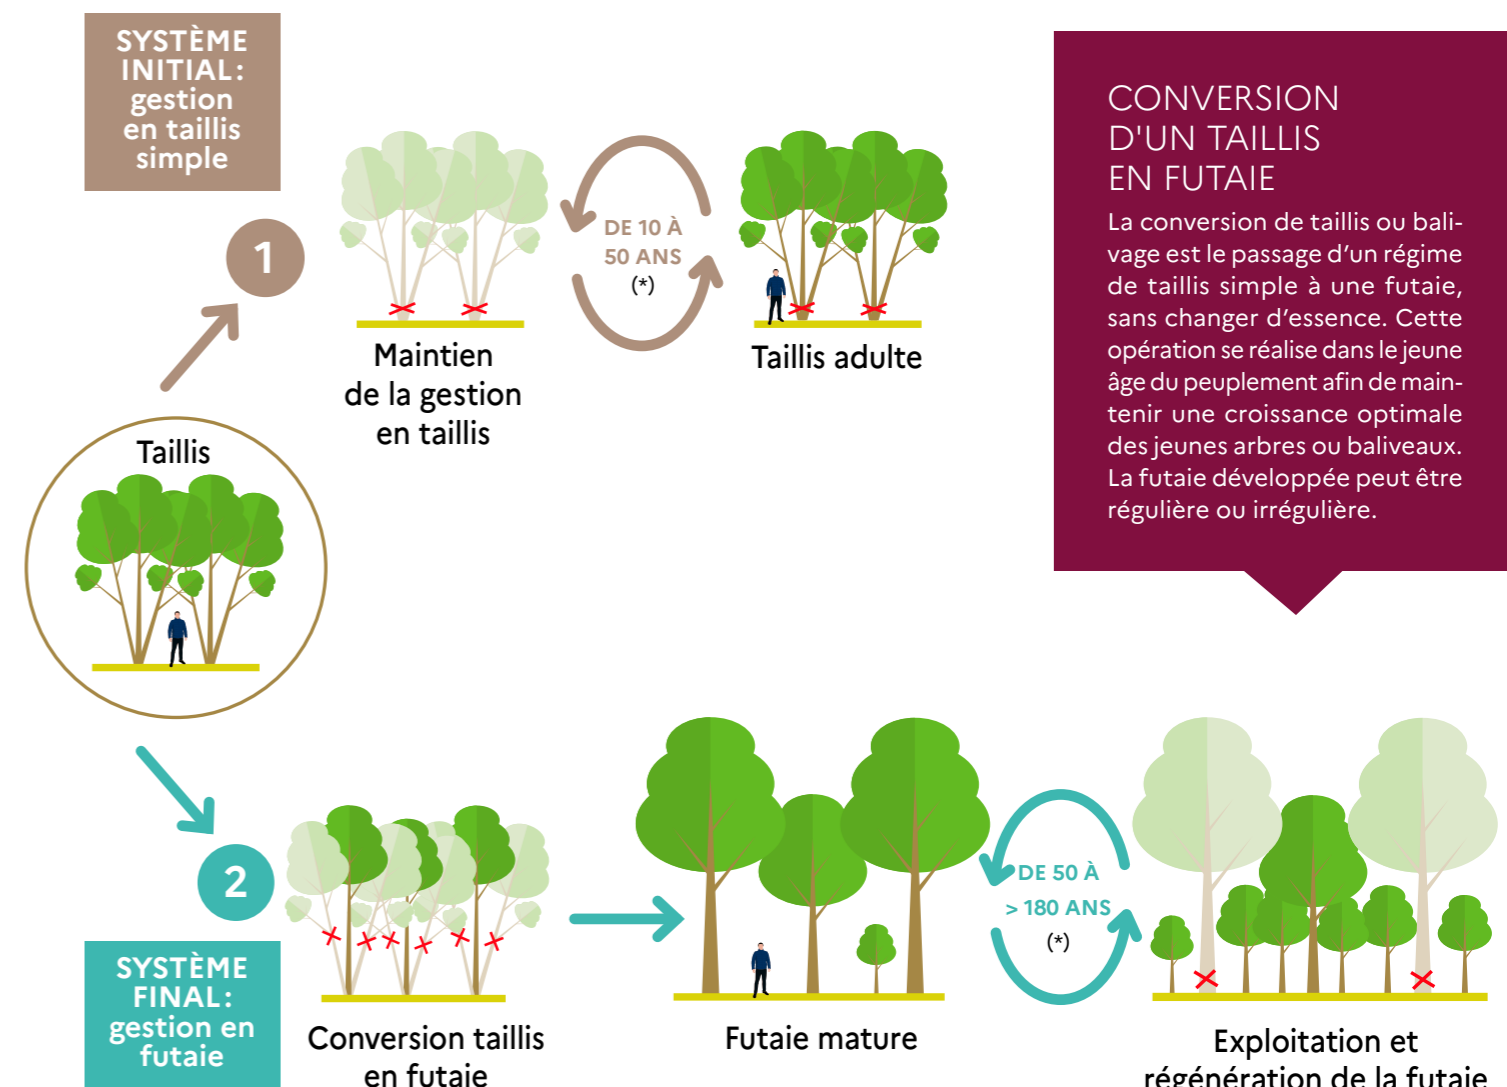 SYSTÈME
INITIAL:
gestion
en taillis
simple
1
DE 10 À
50 ANS
(*)
Maintien
de la gestion
en taillis
Taillis adulte
CONVERSION
D'UN TAILLIS
EN FUTAIE
La conversion de taillis ou bali-
vage est le passage d’un régime
de taillis simple à une futaie,
sans changer d’essence. Cette
opération se réalise dans le jeune
âge du peuplement afin de main-
tenir une croissance optimale
des jeunes arbres ou baliveaux.
La futaie développée peut être
régulière ou irrégulière.
Taillis
2
SYSTÈME
FINAL:
gestion en
futaie
Conversion taillis
en futaie
Futaie mature
DE 50 À
> 180 ANS
(*)
Exploitation et
régénération de la futaie